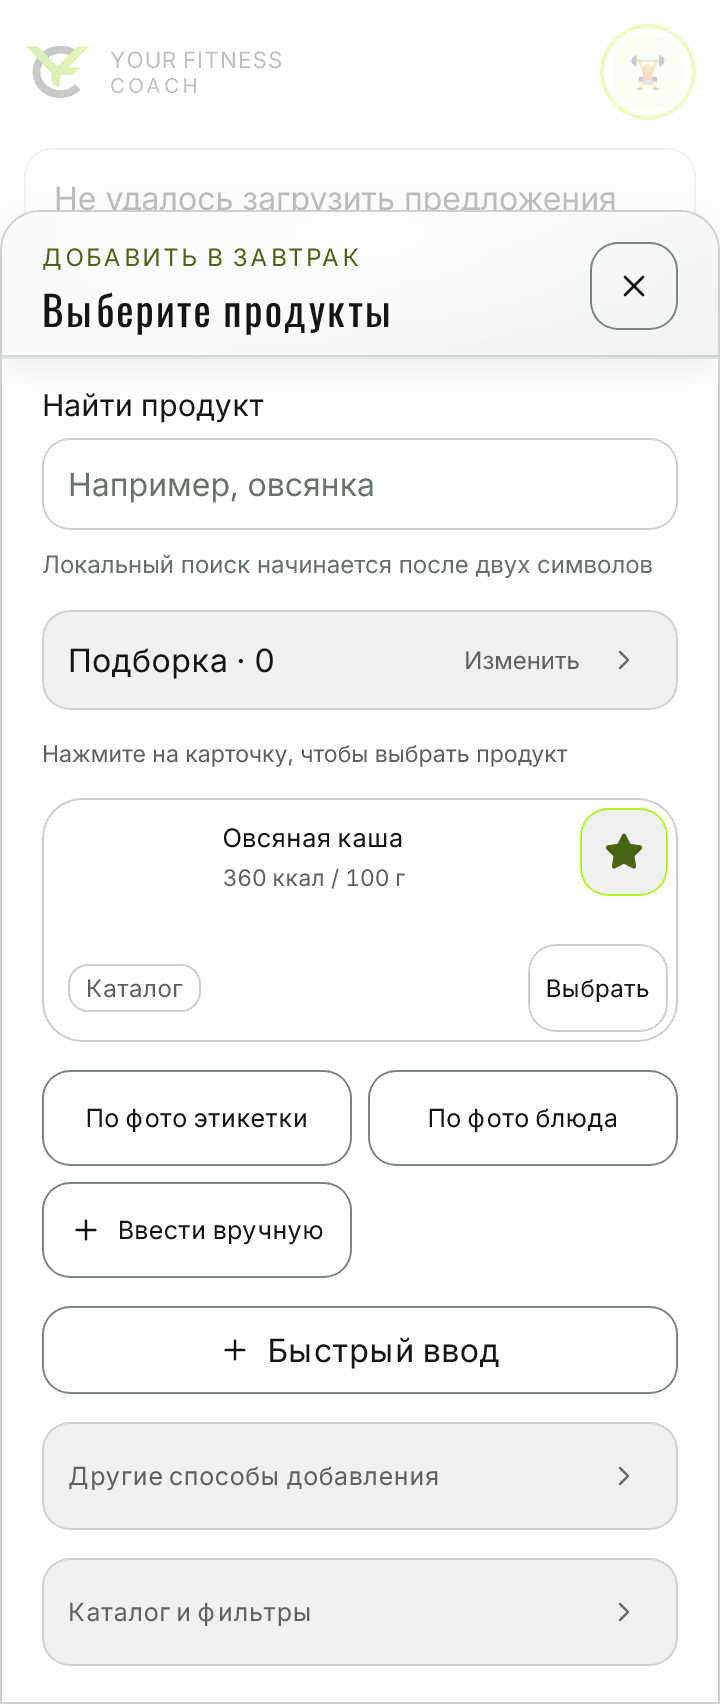 YOUR FITNESS
COACH
Не удалось загрузить предложения
ДОБАВИТЬ В ЗАВТРАК
Выберите продукты
Найти продукт
Например, овсянка
Локальный поиск начинается после двух символов
Подборка · 0
Изменить
Нажмите на карточку, чтобы выбрать продукт
Овсяная каша
360 ккал / 100 г
Каталог
Выбрать
По фото этикетки
По фото блюда
Ввести вручную
Быстрый ввод
Другие способы добавления
Каталог и фильтры